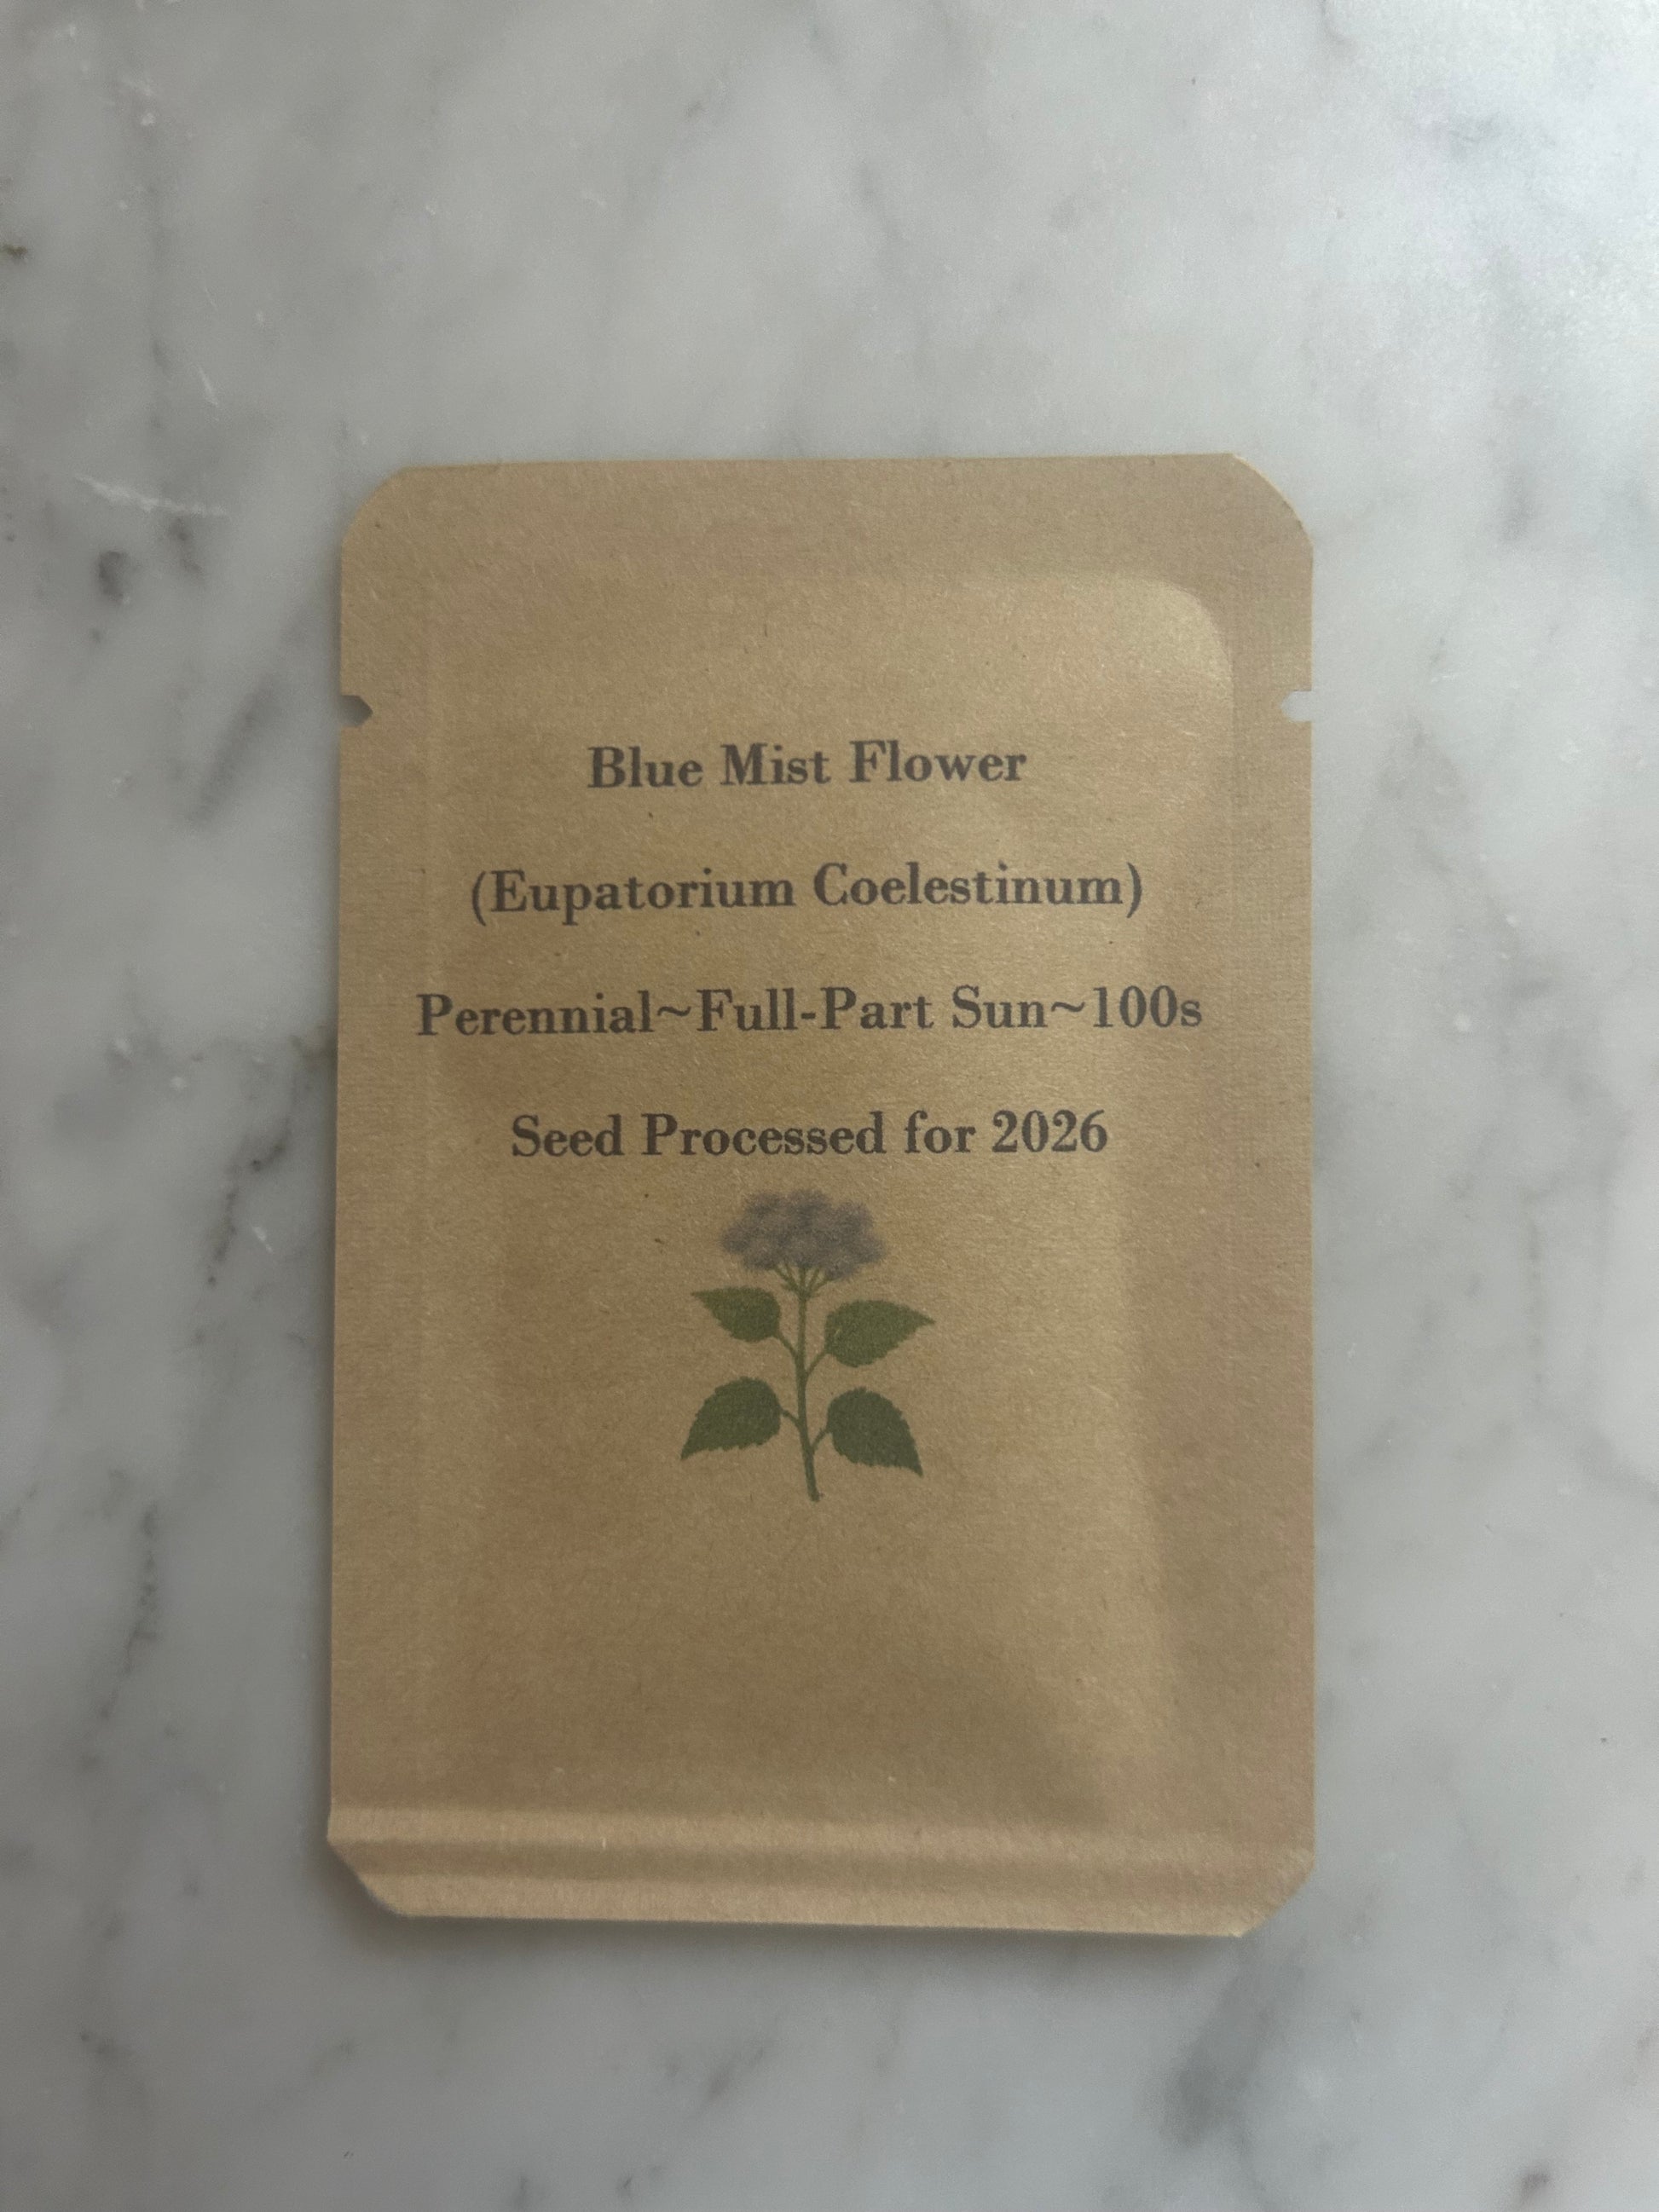 Blue Mist Flower
(Eupatorium Coelestinum)
Perennial~Full-Part Sun~100s
Seed Processed for 2026